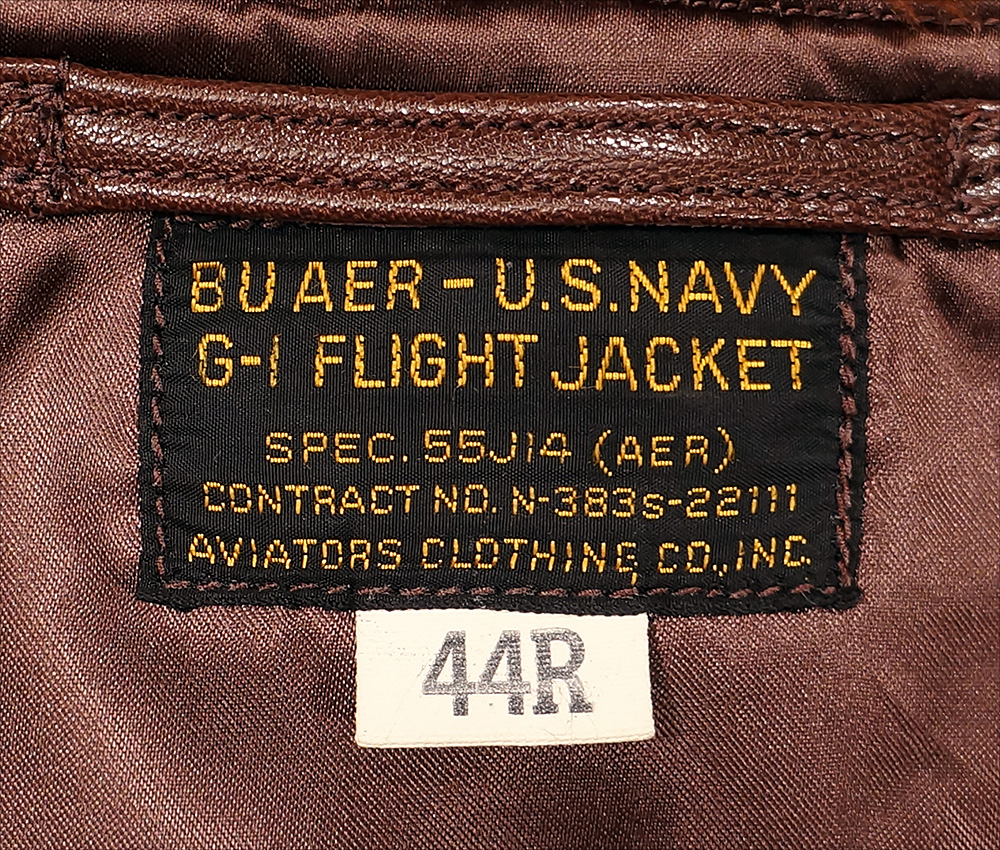 BU AER - U.S. NAVY
G-1 FLIGHT JACKET
SPEC. 55J14 (AER)
CONTRACT NO. N-383s-22111
AVIATORS CLOTHING CO., INC.
44R